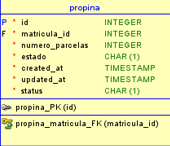 propina
P * id INTEGER
F * matricula_id INTEGER
* numero_parcelas INTEGER
* estado CHAR (1)
* created_at TIMESTAMP
* updated_at TIMESTAMP
* status CHAR (1)
propina_PK (id)
propina_matricula_FK (matricula_id)